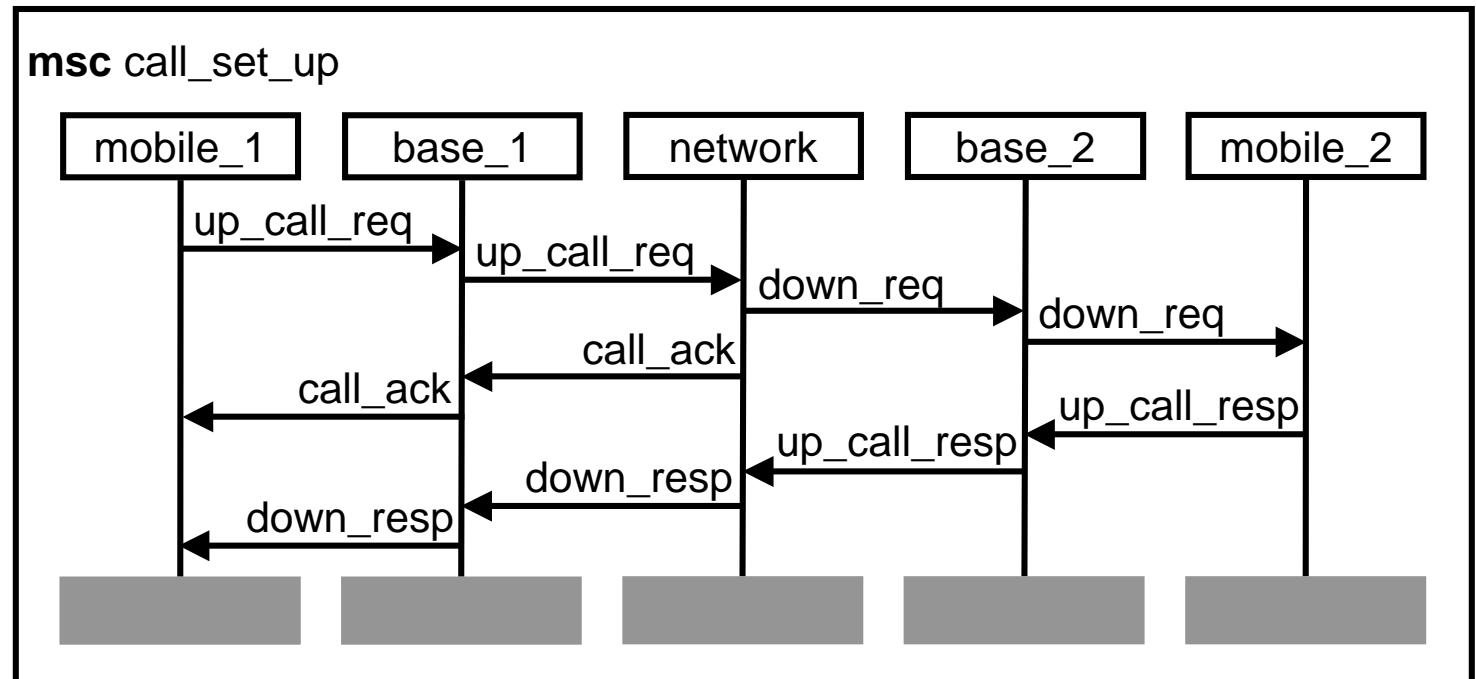 msc call_set_up
mobile_1
base_1
network
base_2
mobile_2
up_call_req
up_call_req
down_req
down_req
call_ack
call_ack
up_call_resp
up_call_resp
down_resp
down_resp